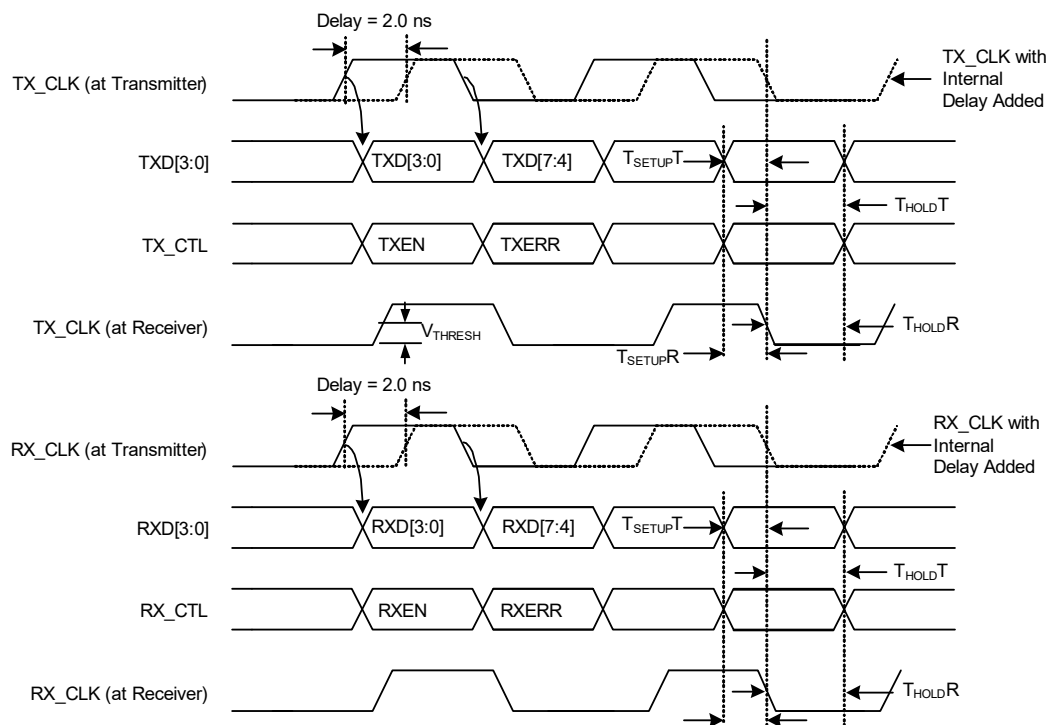 Delay = 2.0 ns
TX_CLK (at Transmitter)
TX_CLK with
Internal
Delay Added
TXD[3:0]
TXD[3:0]
TXD[7:4]
TSETUPT
THOLDT
TX_CTL
TXEN
TXERR
TX_CLK (at Receiver)
VTHRESH
THOLDR
TSETUPR
Delay = 2.0 ns
RX_CLK (at Transmitter)
RX_CLK with
Internal
Delay Added
RXD[3:0]
RXD[3:0]
RXD[7:4]
TSETUPT
THOLDT
RX_CTL
RXEN
RXERR
RX_CLK (at Receiver)
THOLDR